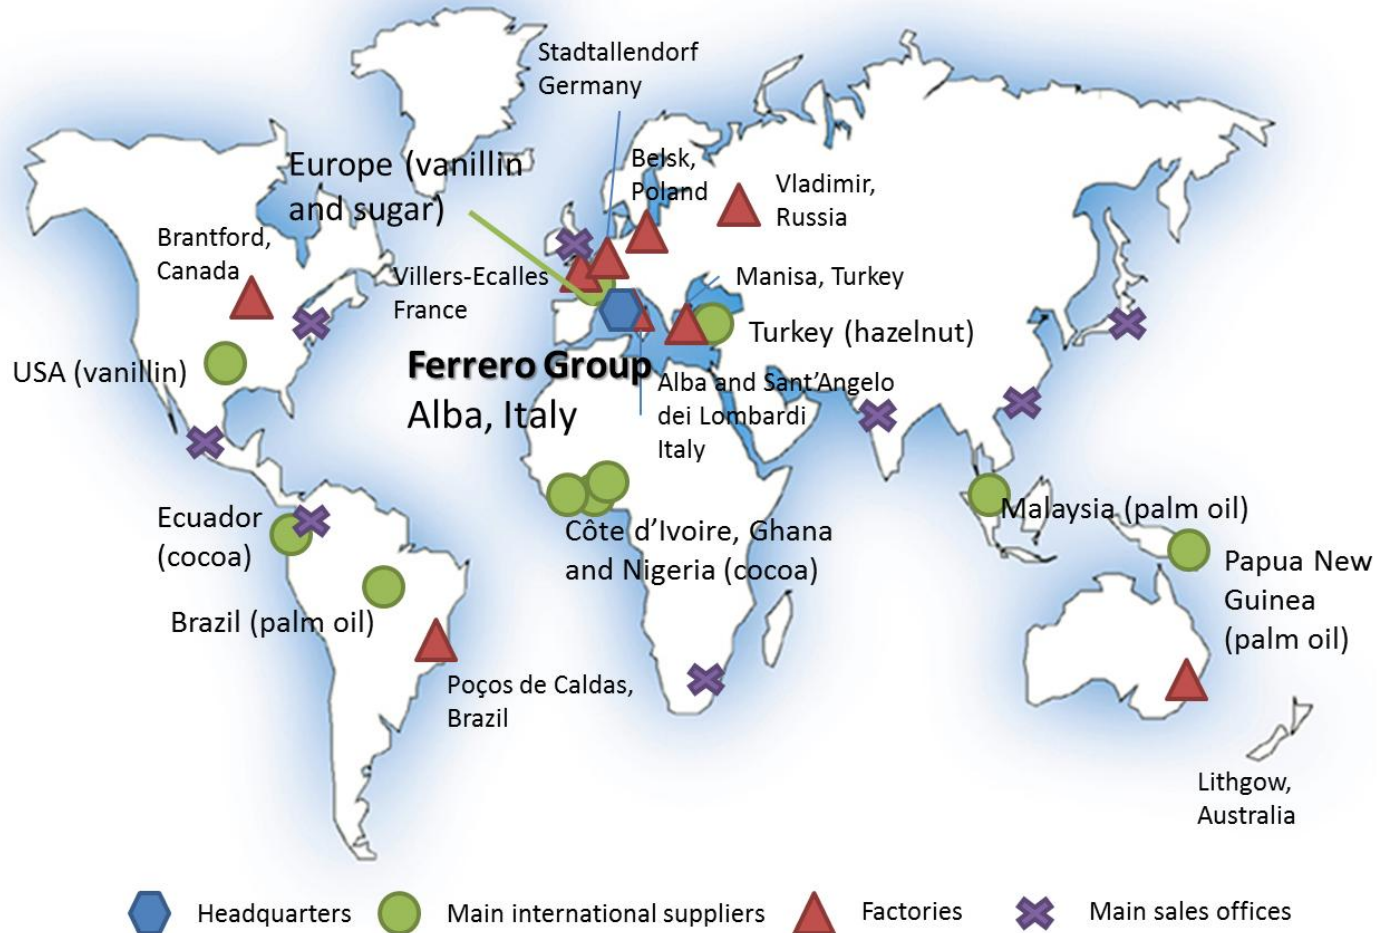 Stadtallendorf
Germany
Europe (vanillin
and sugar)
Belsk,
Poland
Vladimir,
Russia
Brantford,
Canada
Villers-Ecalles
France
Manisa, Turkey
USA (vanillin)
Turkey (hazelnut)
Ferrero Group
Alba, Italy
Alba and Sant’Angelo
dei Lombardi
Italy
Ecuador
(cocoa)
Côte d’Ivoire, Ghana
and Nigeria (cocoa)
Malaysia (palm oil)
Papua New
Guinea
(palm oil)
Brazil (palm oil)
Poços de Caldas,
Brazil
Lithgow,
Australia
Headquarters
Main international suppliers
Factories
Main sales offices